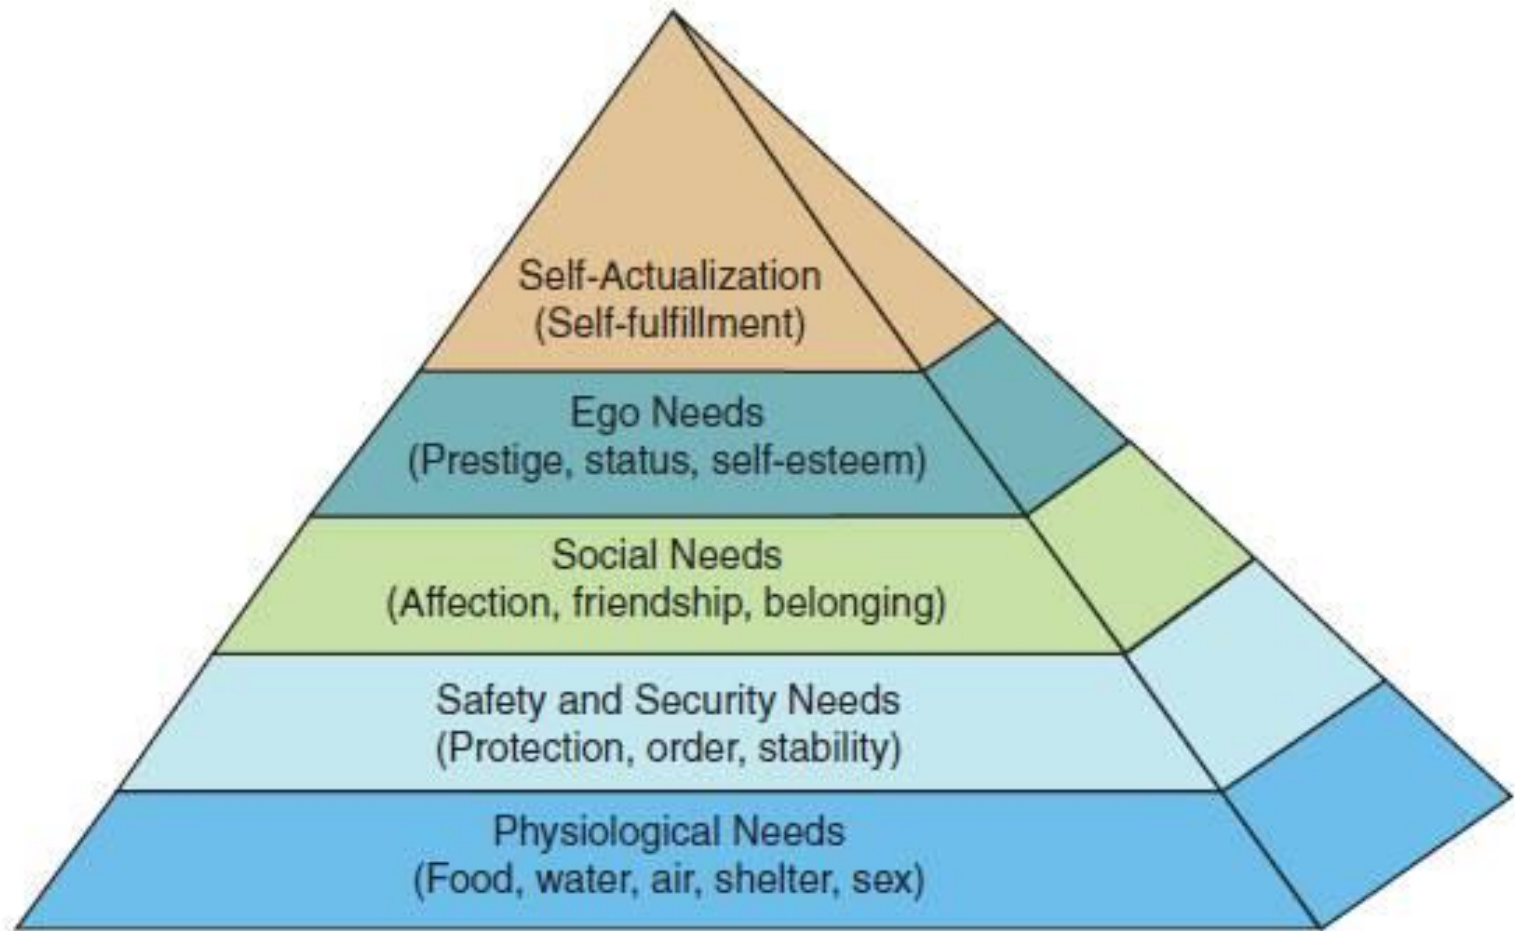 Self-Actualization
(Self-fulfillment)
Ego Needs
(Prestige, status, self-esteem)
Social Needs
(Affection, friendship, belonging)
Safety and Security Needs
(Protection, order, stability)
Physiological Needs
(Food, water, air, shelter, sex)